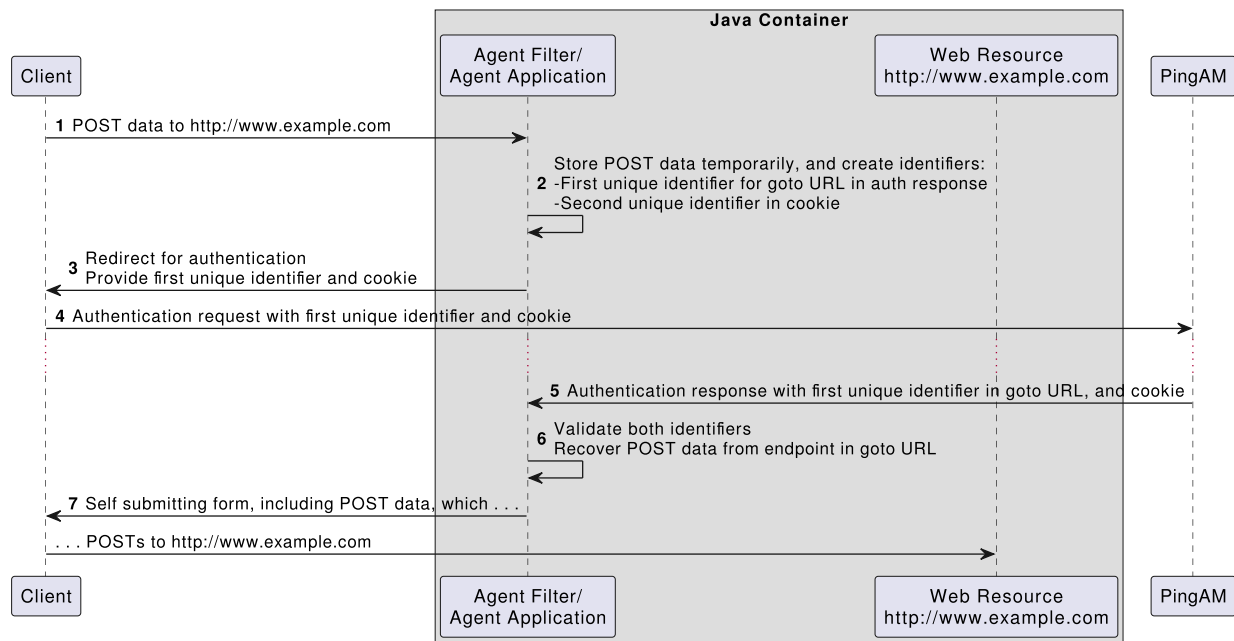 Java Container
Client
Agent Filter/
Agent Application
Web Resource
http://www.example.com
PingAM
1 POST data to http://www.example.com
Store POST data temporarily, and create identifiers:
2 -First unique identifier for goto URL in auth response
-Second unique identifier in cookie
Redirect for authentication
3
Provide first unique identifier and cookie
4 Authentication request with first unique identifier and cookie
5 Authentication response with first unique identifier in goto URL, and cookie
Validate both identifiers
6
Recover POST data from endpoint in goto URL
7 Self submitting form, including POST data, which . . .
. . . POSTs to http://www.example.com
Client
Agent Filter/
Agent Application
Web Resource
http://www.example.com
PingAM